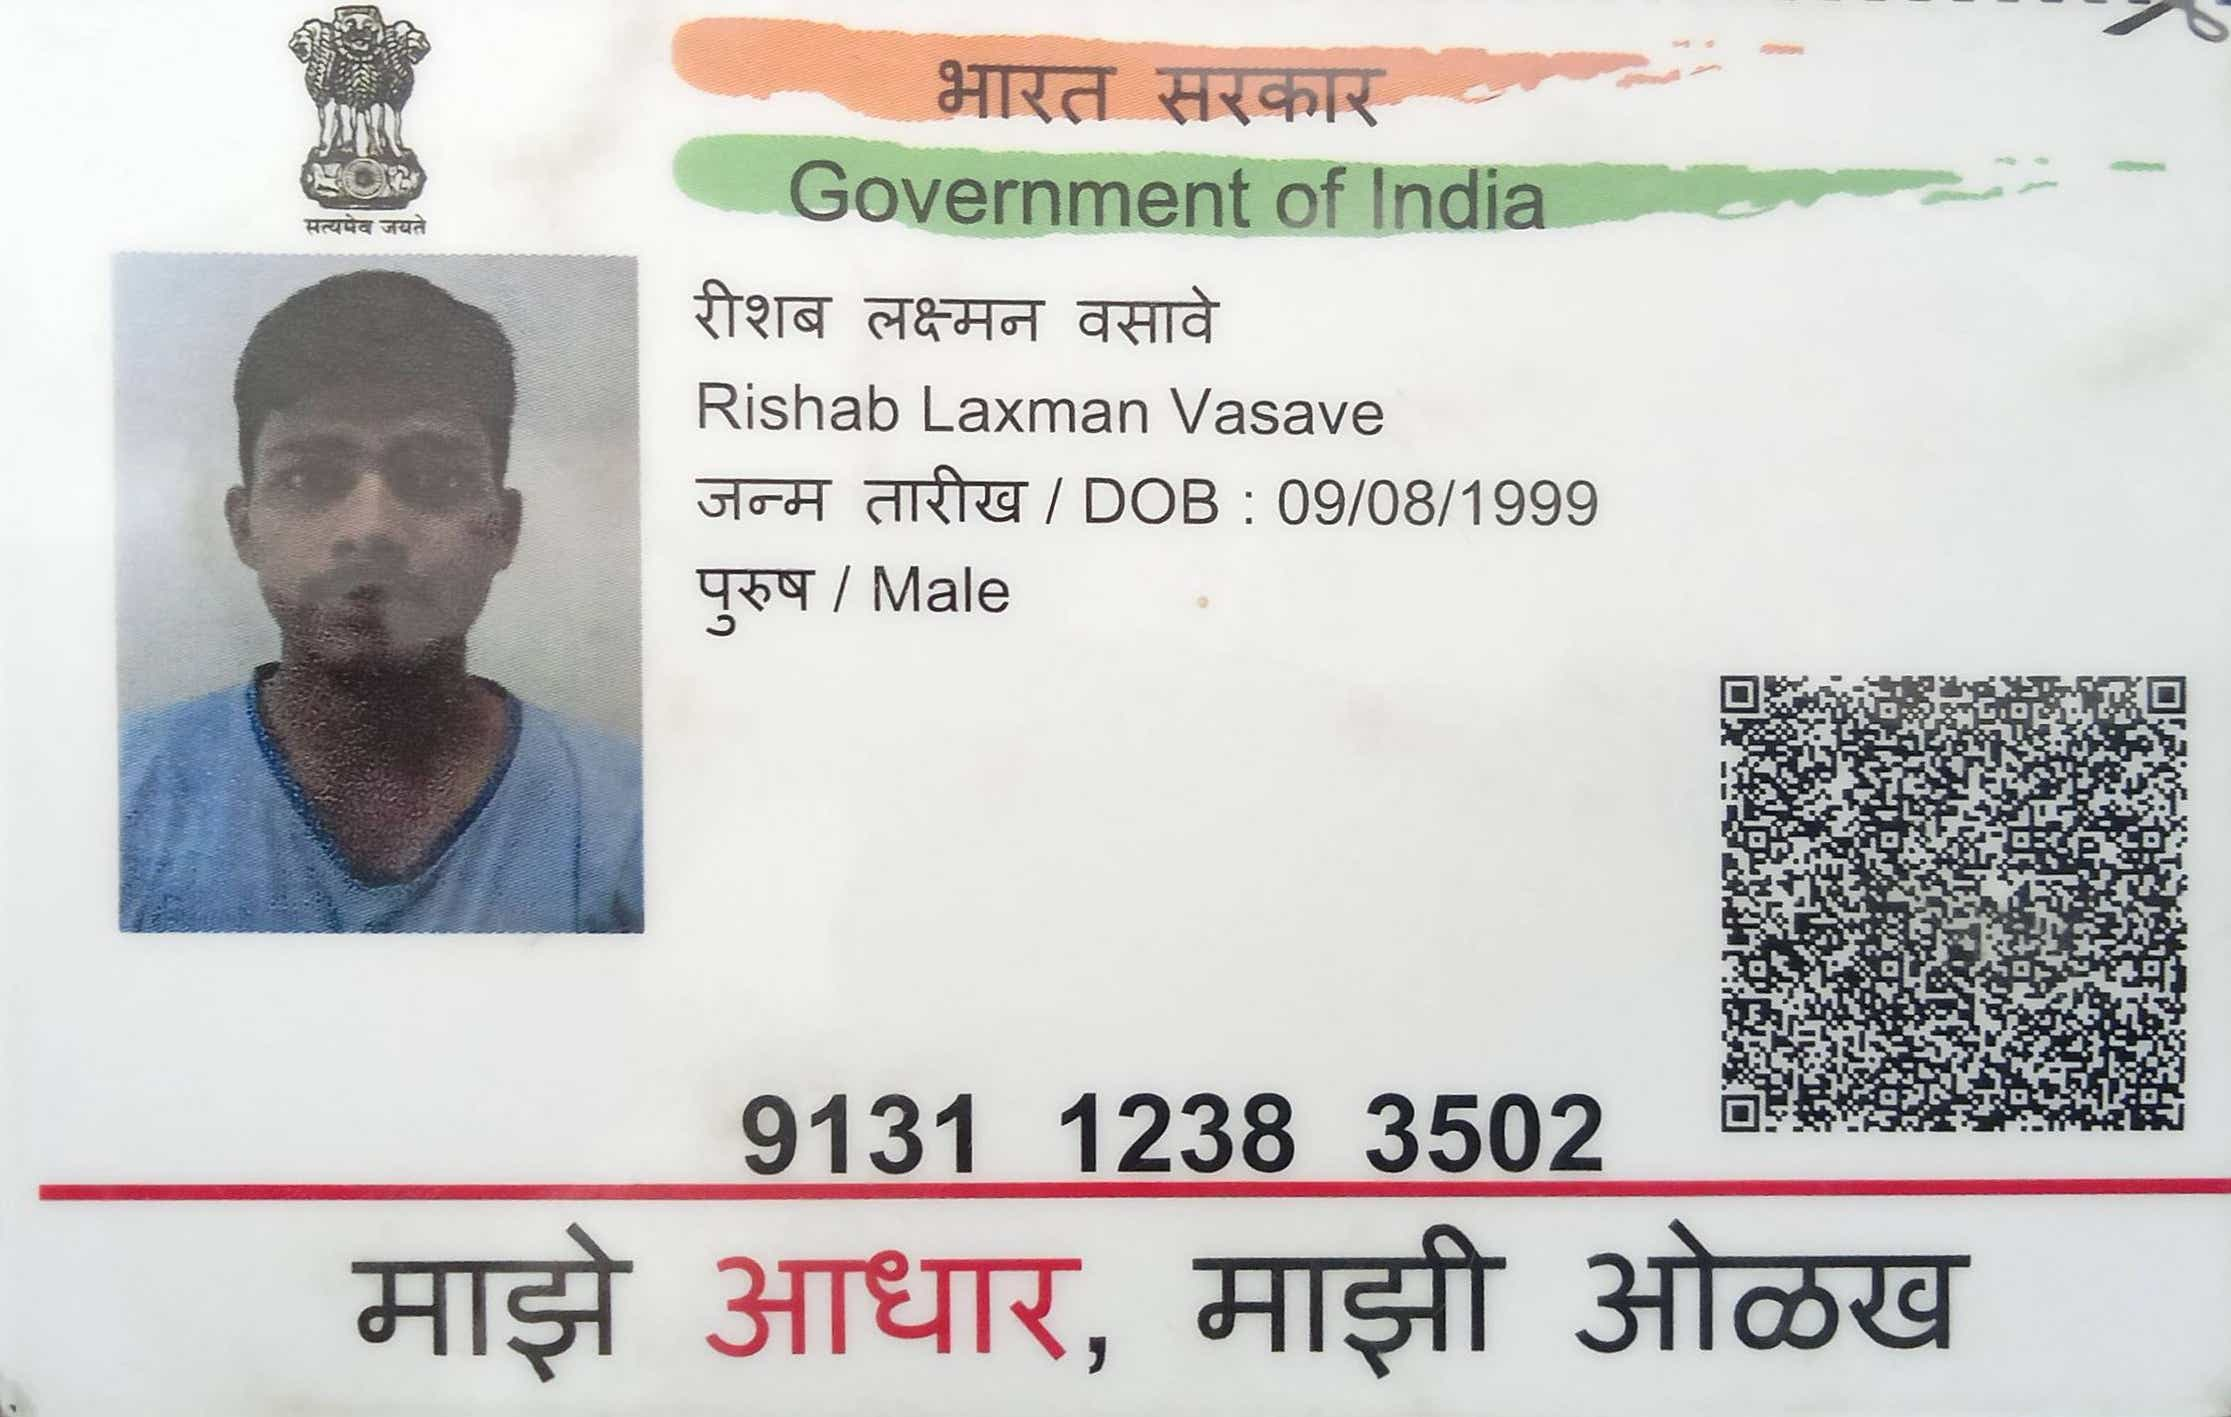 सत्यमेव जयते
भारत सरकार
Government of India
रीशब लक्ष्मन वसावे
Rishab Laxman Vasave
जन्म तारीख / DOB : 09/08/1999
पुरुष / Male
9131 1238 3502
माझे आधार, माझी ओळख